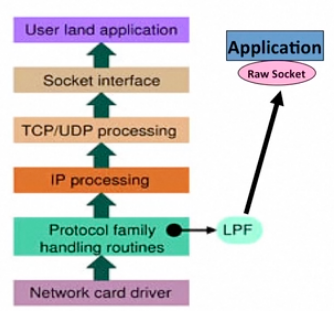 User land application
Socket interface
TCP/UDP processing
IP processing
Protocol family
handling routines
Network card driver
Application
Raw Socket
LPF